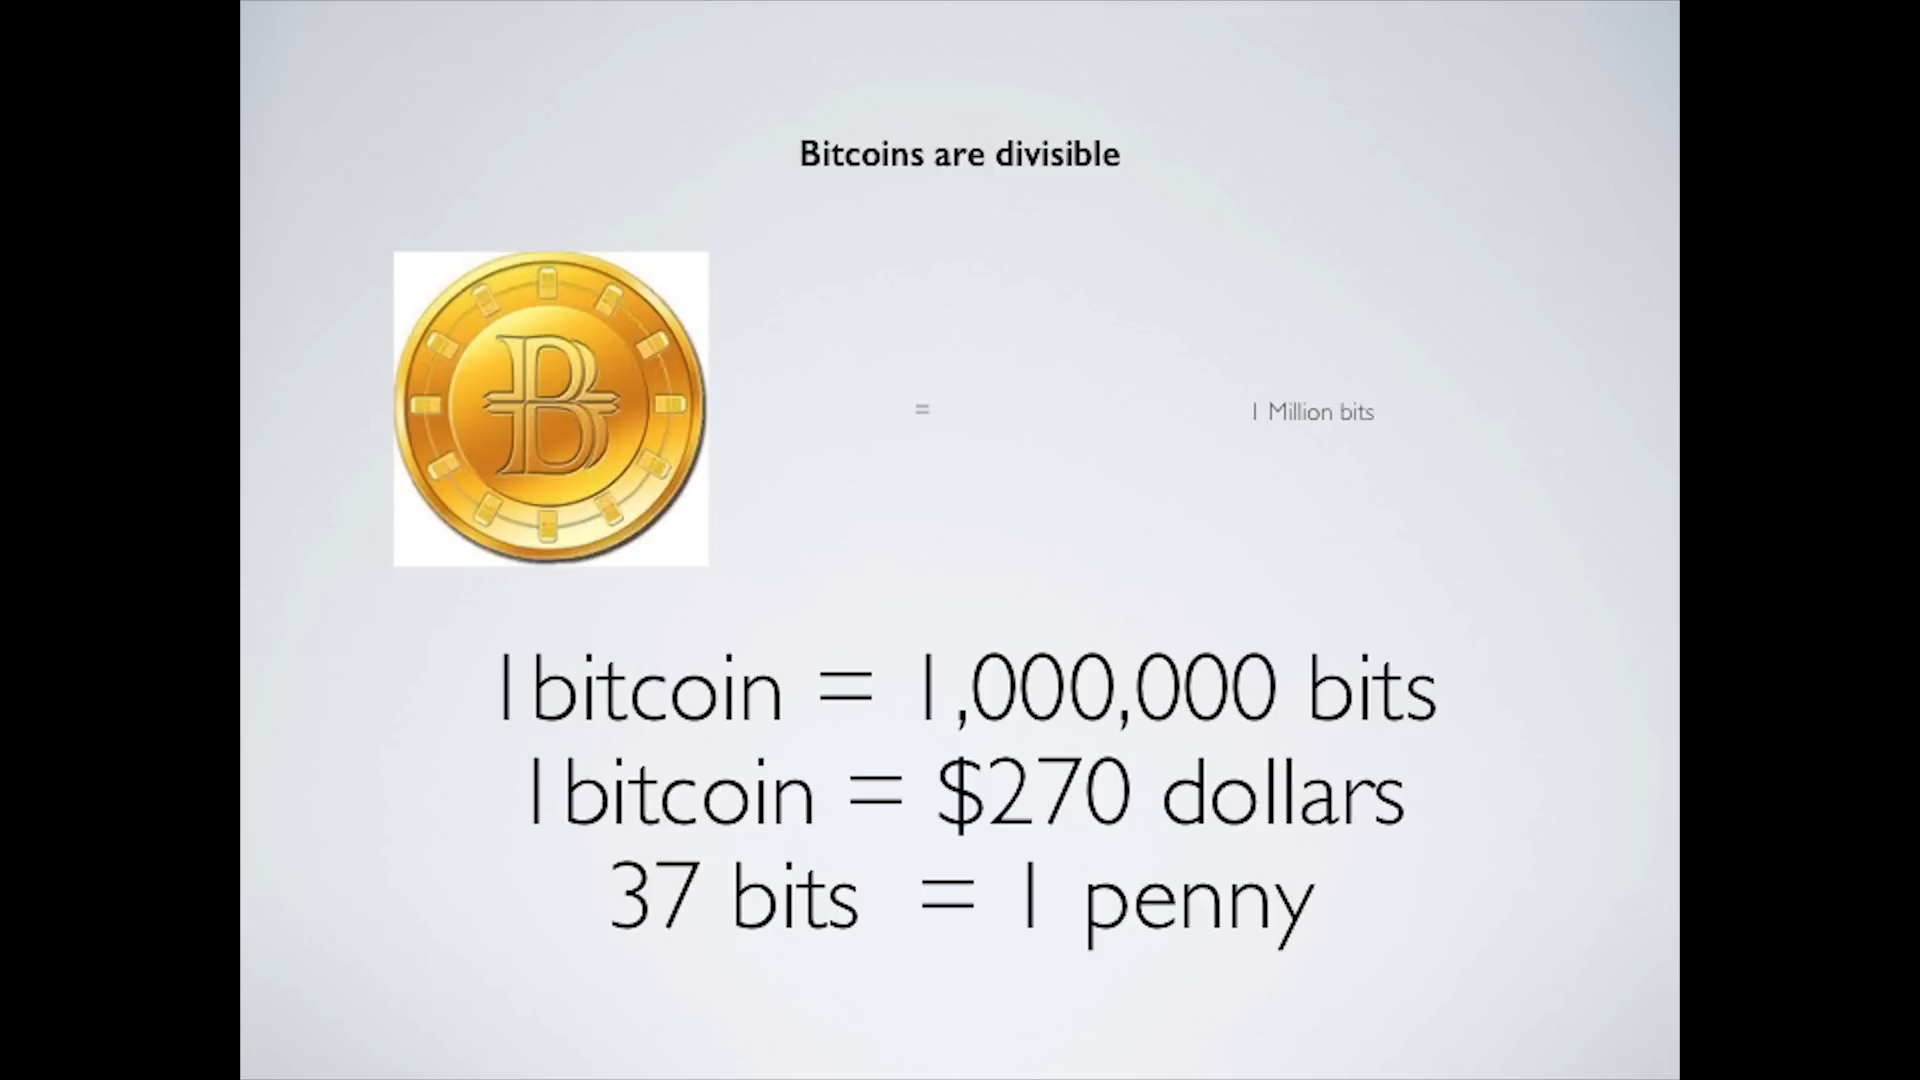 Bitcoins are divisible
B
= 1 Million bits
1 bitcoin = 1,000,000 bits
1 bitcoin = $270 dollars
37 bits = 1 penny